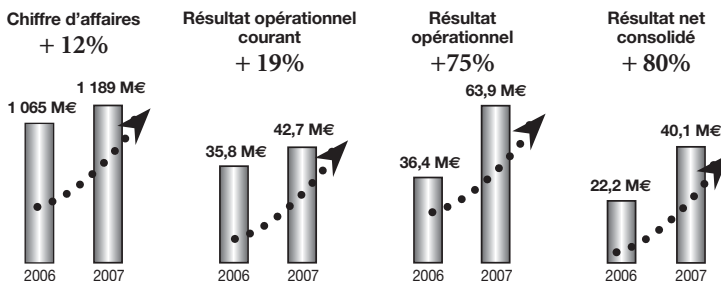 Chiffre d'affaires
+ 12%
1 065 M€
1 189 M€
2006
2007
Résultat opérationnel
courant
+ 19%
35,8 M€
42,7 M€
2006
2007
Résultat
opérationnel
+75%
36,4 M€
63,9 M€
2006
2007
Résultat net
consolidé
+ 80%
22,2 M€
40,1 M€
2006
2007